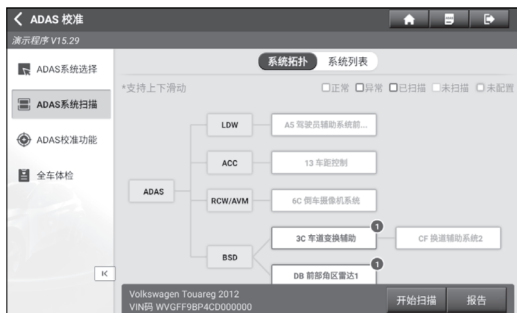 ADAS 校准
演示程序 V15.29
ADAS系统选择
ADAS系统扫描
ADAS校准功能
全车体检
系统拓扑 系统列表
*支持上下滑动
正常 异常 已扫描 未扫描 未配置
LDW A5 驾驶员辅助系统前...
ACC 13 车距控制
ADAS
RCW/AVM 6C 倒车摄像机系统
1
3C 车道变换辅助 CF 换道辅助系统2
BSD
1
DB 前部角区雷达1
Volkswagen Touareg 2012
VIN码 WVGFF9BP4CD000000
开始扫描 报告